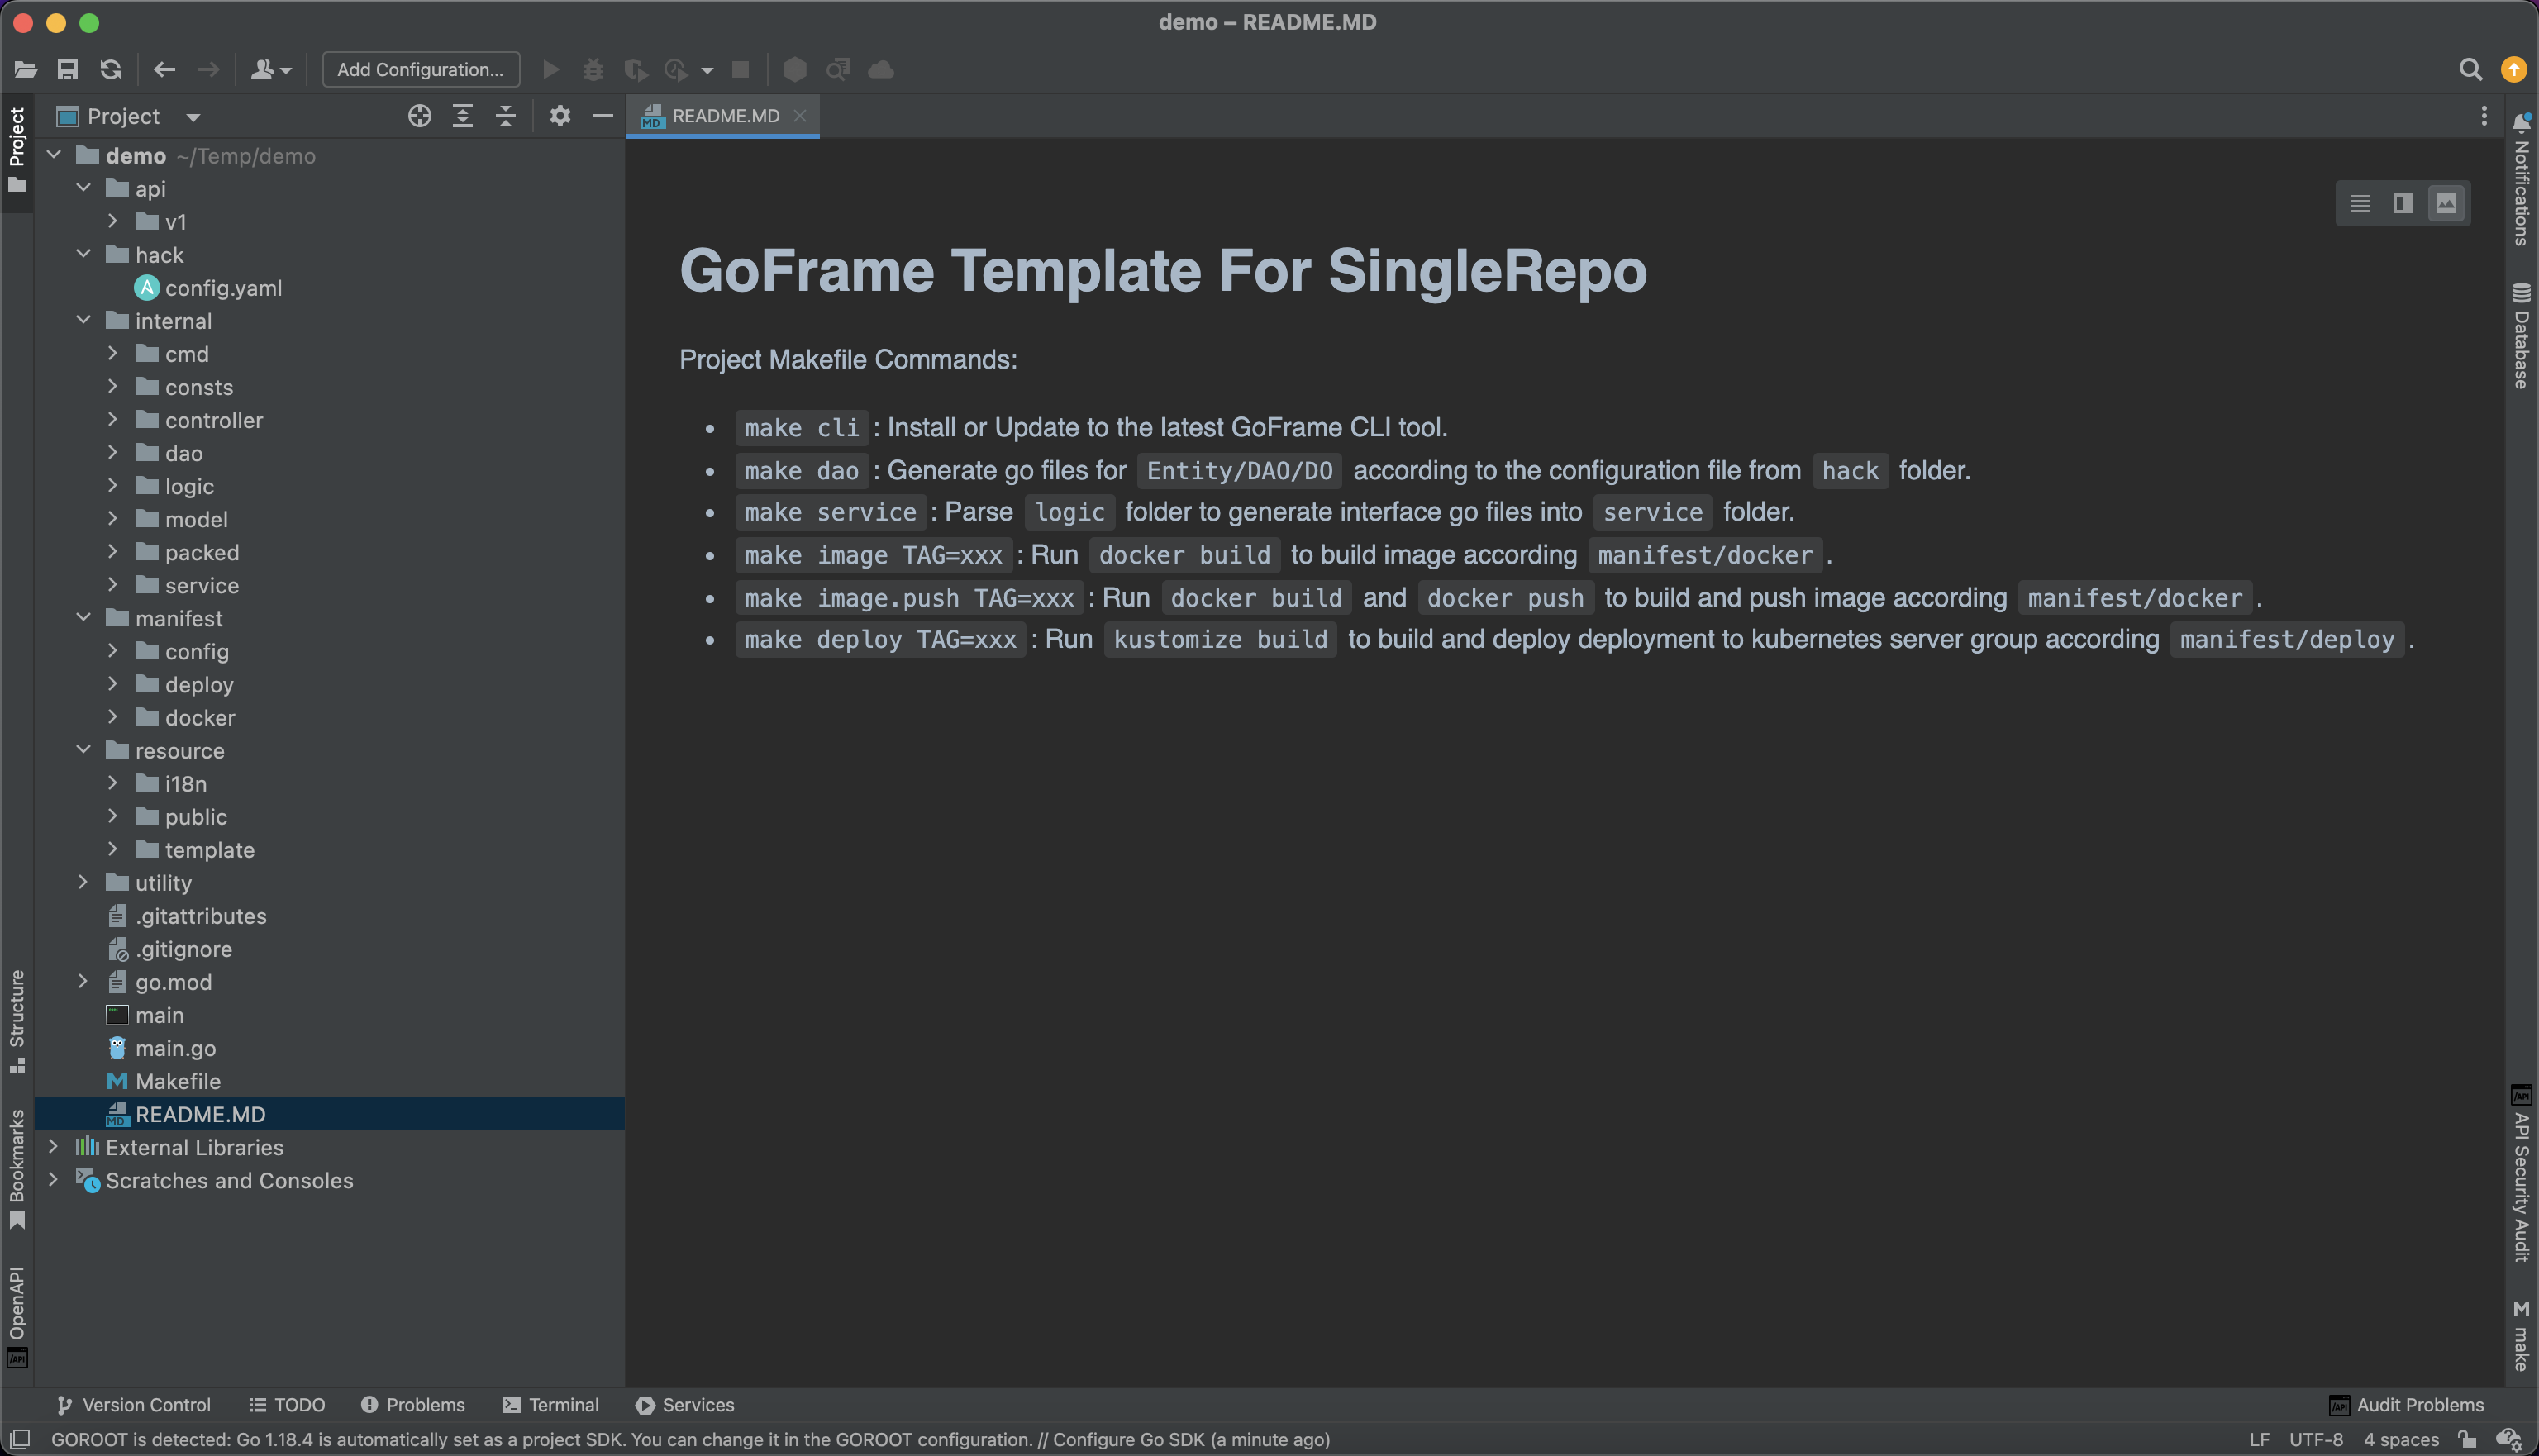 demo – README.MD
Add Configuration...
Project
Project
README.MD
demo ~/Temp/demo
api
v1
hack
config.yaml
internal
cmd
consts
controller
dao
logic
model
packed
service
manifest
config
deploy
docker
resource
i18n
public
template
utility
.gitattributes
.gitignore
go.mod
main
main.go
Makefile
README.MD
External Libraries
Scratches and Consoles
Structure
Bookmarks
OpenAPI
GoFrame Template For SingleRepo
Project Makefile Commands:
• make cli : Install or Update to the latest GoFrame CLI tool.
• make dao : Generate go files for Entity/DAO/DO according to the configuration file from hack folder.
• make service : Parse logic folder to generate interface go files into service folder.
• make image TAG=xxx : Run docker build to build image according manifest/docker .
• make image.push TAG=xxx : Run docker build and docker push to build and push image according manifest/docker .
• make deploy TAG=xxx : Run kustomize build to build and deploy deployment to kubernetes server group according manifest/deploy .
Notifications
Database
API Security Audit
make
Version Control
TODO
Problems
Terminal
Services
Audit Problems
GOROOT is detected: Go 1.18.4 is automatically set as a project SDK. You can change it in the GOROOT configuration. // Configure Go SDK (a minute ago)
LF UTF-8 4 spaces